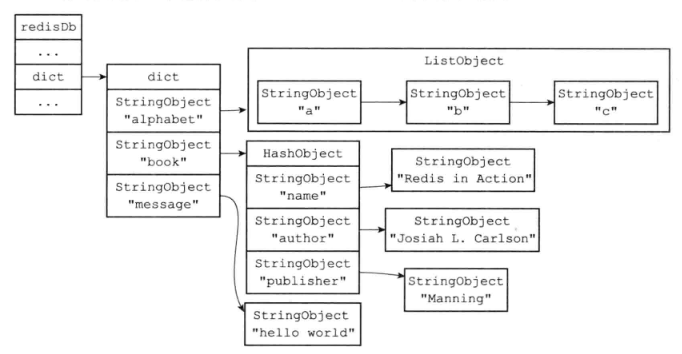 redisDb
...
dict
...
dict
StringObject
"alphabet"
StringObject
"book"
StringObject
"message"
ListObject
StringObject
"a"
StringObject
"b"
StringObject
"c"
HashObject
StringObject
"name"
StringObject
"author"
StringObject
"publisher"
StringObject
"Redis in Action"
StringObject
"Josiah L. Carlson"
StringObject
"Manning"
StringObject
"hello world"